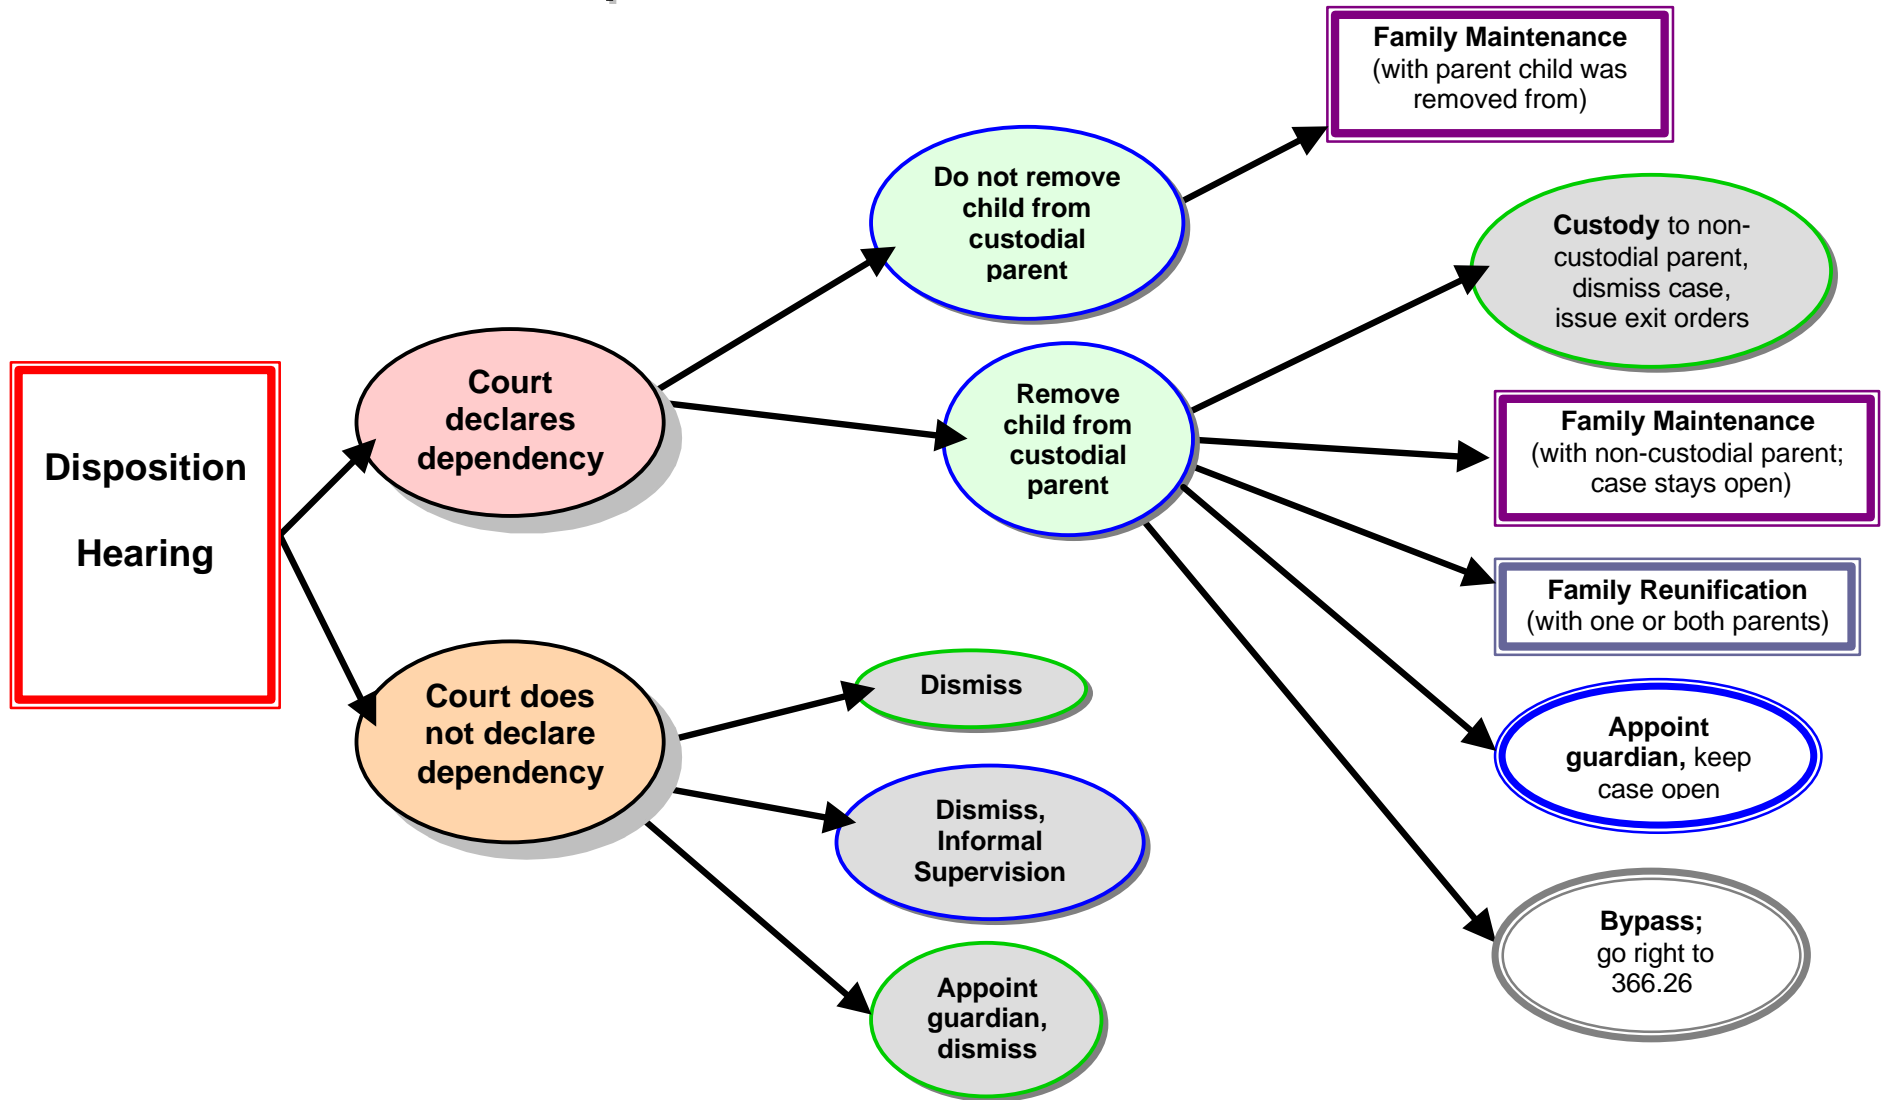 Family Maintenance
(with parent child was
removed from)
Do not remove
child from
custodial
parent
Custody to non-
custodial parent,
dismiss case,
issue exit orders
Court
declares
dependency
Remove
child from
custodial
parent
Family Maintenance
(with non-custodial parent;
case stays open)
Disposition
Hearing
Family Reunification
(with one or both parents)
Court does
not declare
dependency
Dismiss
Appoint
guardian, keep
case open
Dismiss,
Informal
Supervision
Bypass;
go right to
366.26
Appoint
guardian,
dismiss